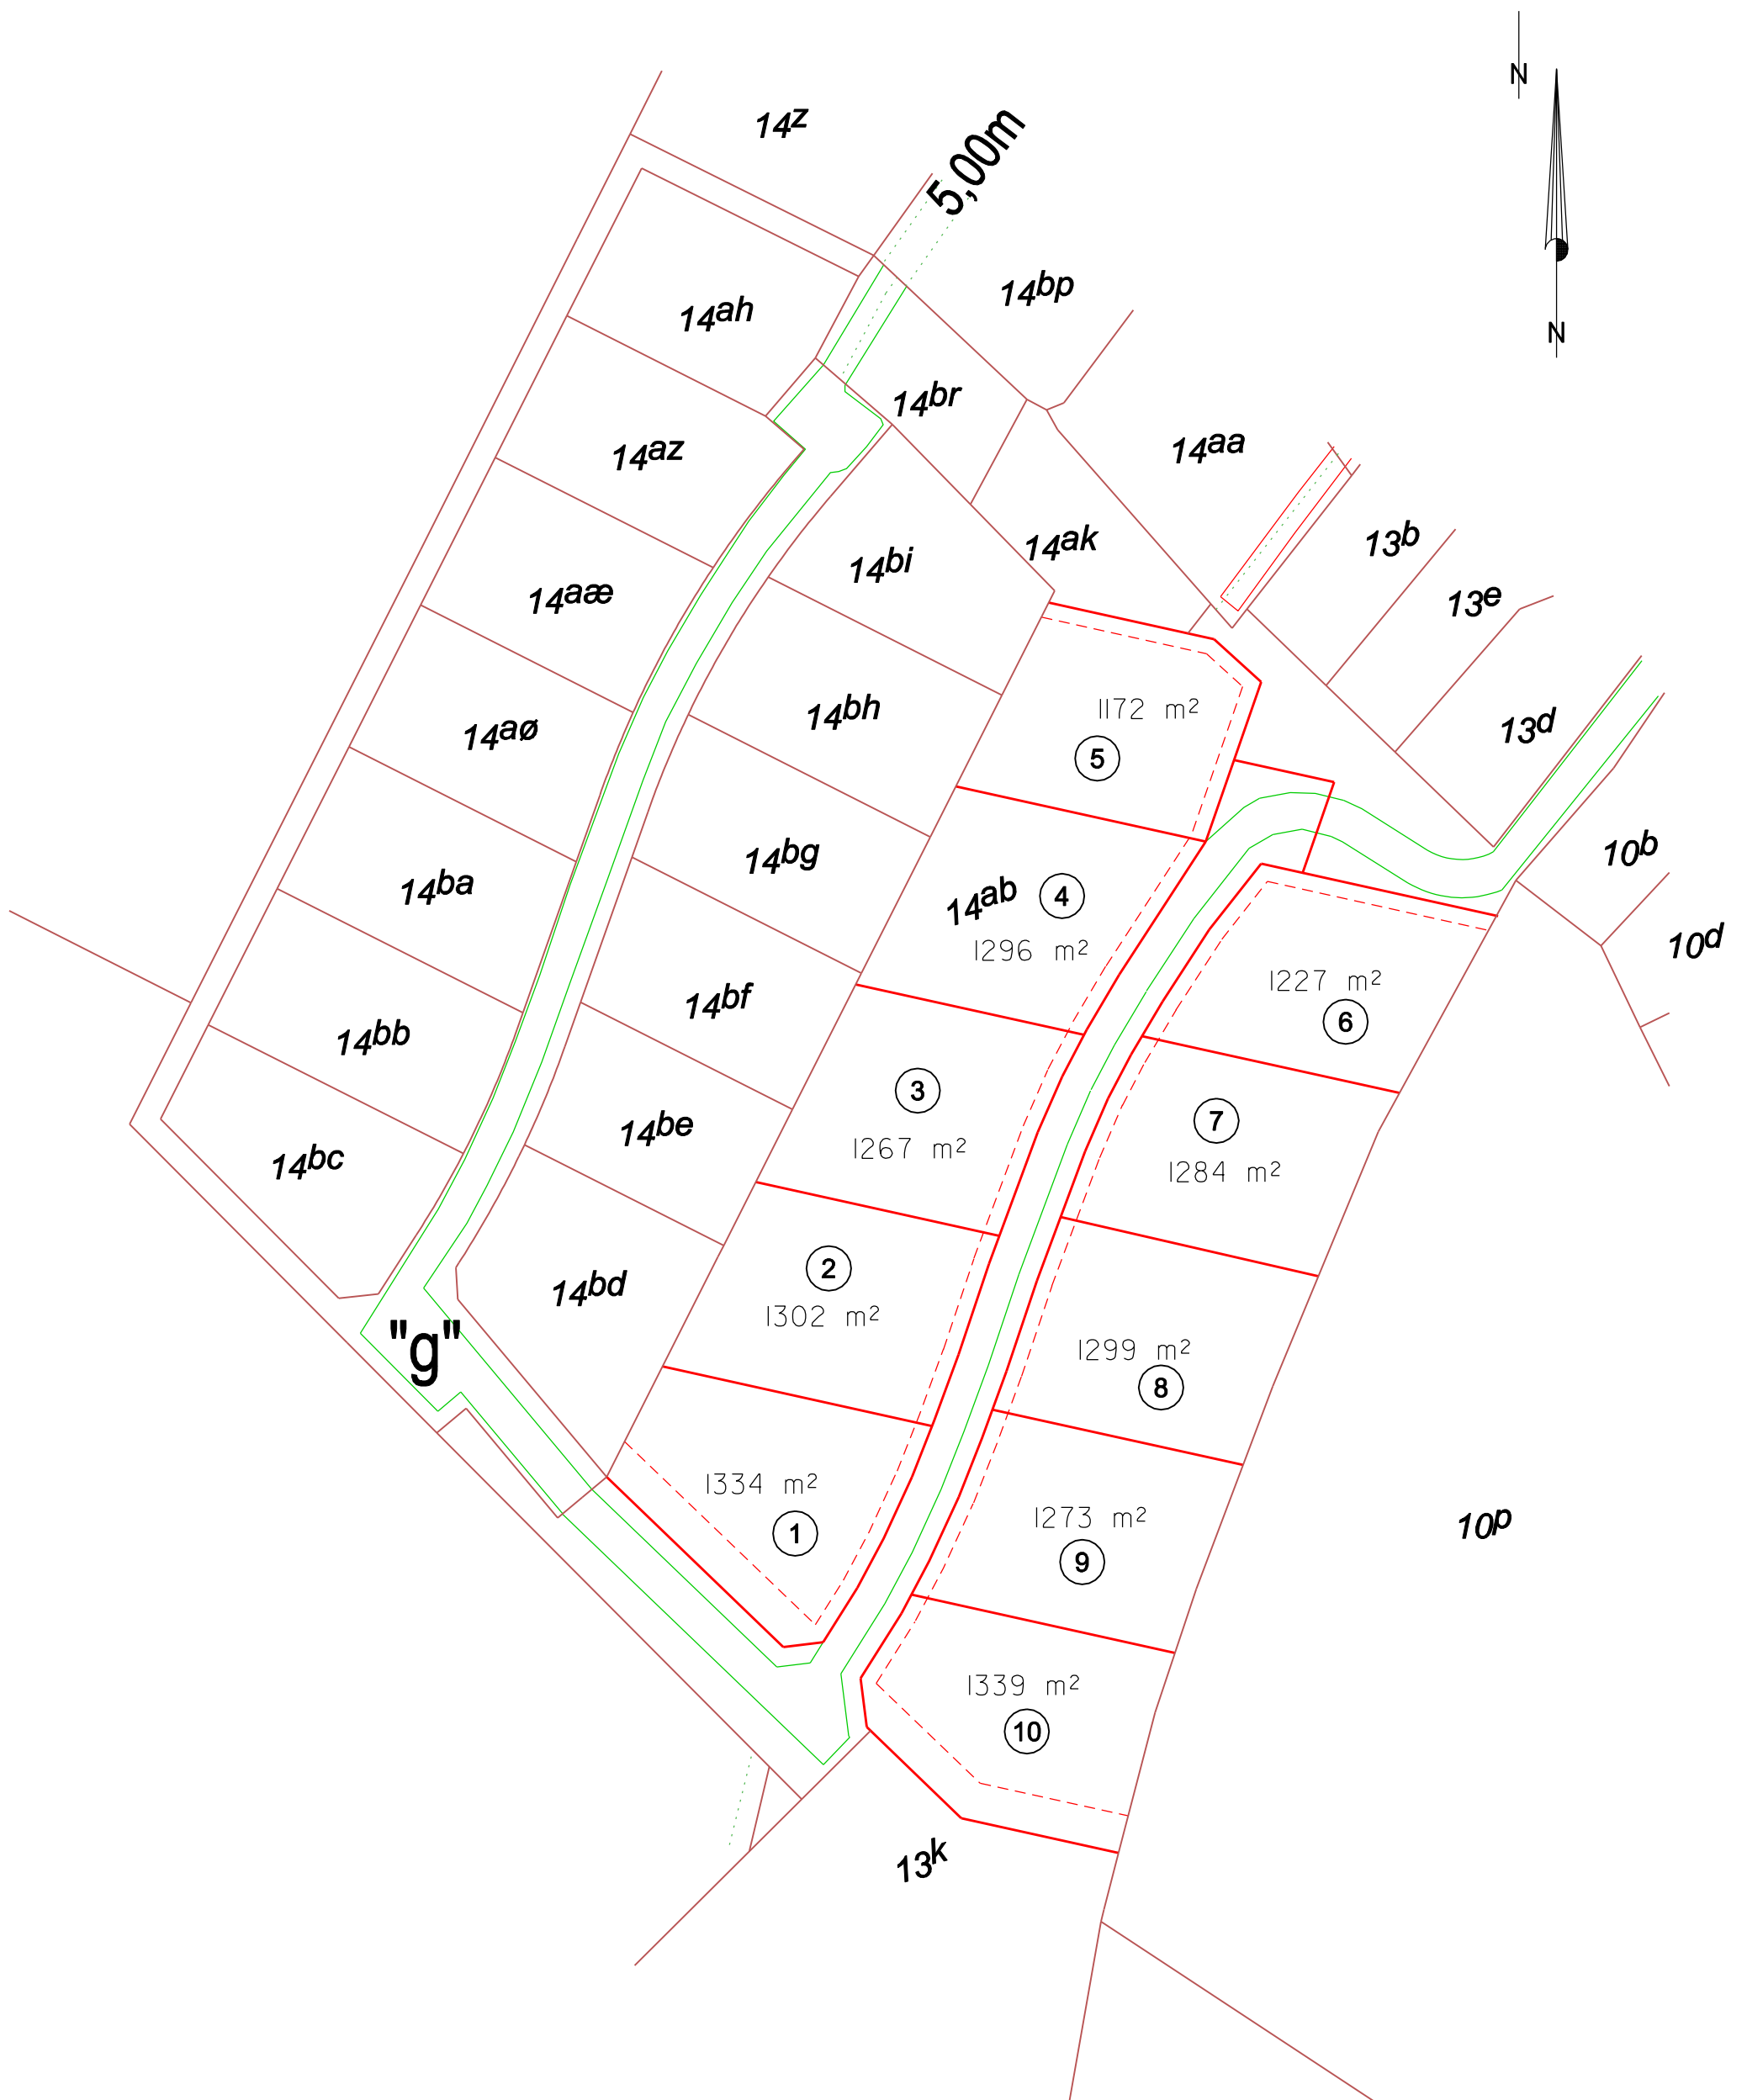 N
14z
5,00m
14bp
14ah
N
14br
14az
14aa
14bi
14ak
13b
14aæ
13e
14bh
1172 m²
5
13d
14aø
14bg
14ab
4
1296 m²
10b
10d
14ba
1227 m²
6
14bf
14bb
3
1267 m²
7
1284 m²
14be
14bc
2
1302 m²
14bd
"g"
1299 m²
8
1334 m²
1
1273 m²
9
10p
1339 m²
10
13k